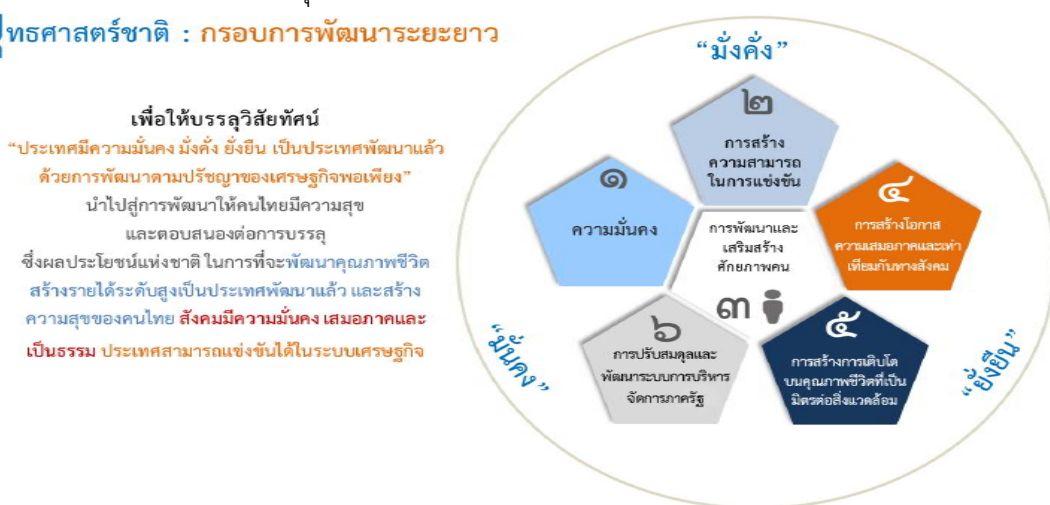 ยุทธศาสตร์ชาติ : กรอบการพัฒนาระยะยาว
เพื่อให้บรรลุวิสัยทัศน์
“ประเทศมีความมั่นคง มั่งคั่ง ยั่งยืน เป็นประเทศพัฒนาแล้ว
ด้วยการพัฒนาตามปรัชญาของเศรษฐกิจพอเพียง”
นำไปสู่การพัฒนาให้คนไทยมีความสุข
และตอบสนองต่อการบรรลุ
ซึ่งผลประโยชน์แห่งชาติ ในการที่จะพัฒนาคุณภาพชีวิต
สร้างรายได้ระดับสูงเป็นประเทศพัฒนาแล้ว และสร้าง
ความสุขของคนไทย สังคมมีความมั่นคง เสมอภาคและ
เป็นธรรม ประเทศสามารถแข่งขันได้ในระบบเศรษฐกิจ
“มั่งคั่ง”
๒
การสร้าง
ความสามารถ
ในการแข่งขัน
๑
ความมั่นคง
การพัฒนาและ
เสริมสร้าง
ศักยภาพคน
๓
๔
การสร้างโอกาส
ความเสมอภาคและเท่า
เทียมกันทางสังคม
๖
การปรับสมดุลและ
พัฒนาระบบการบริหาร
จัดการภาครัฐ
๕
การสร้างการเติบโต
บนคุณภาพชีวิตที่เป็น
มิตรต่อสิ่งแวดล้อม
“มั่นคง”
“ยั่งยืน”